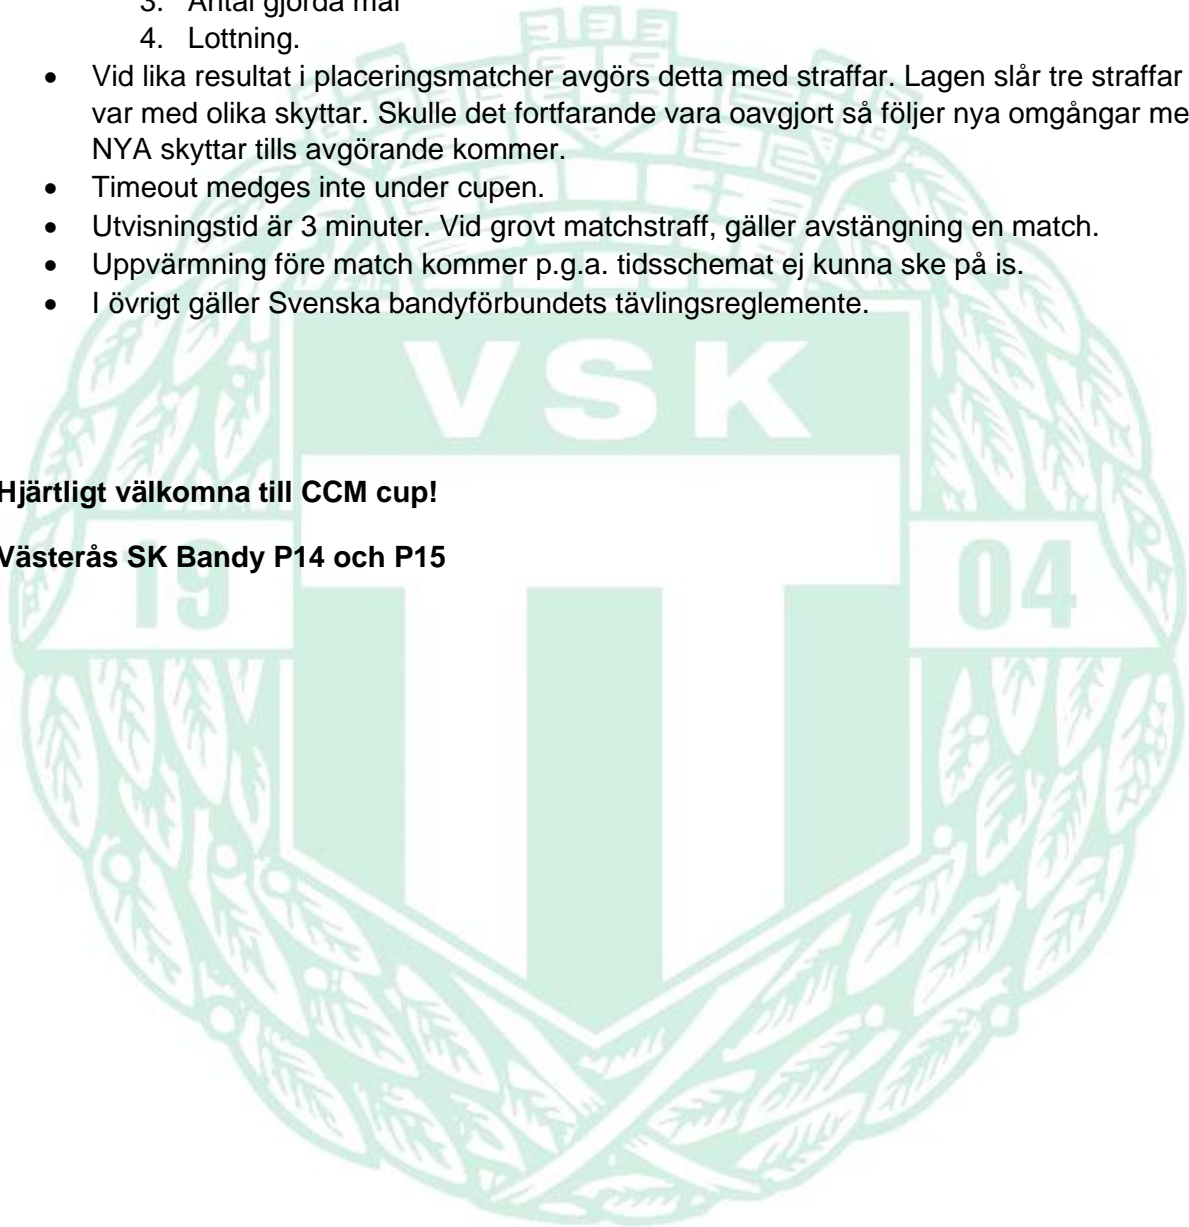 3. Antal gjorda mål
4. Lottning.
• Vid lika resultat i placeringsmatcher avgörs detta med straffar. Lagen slår tre straffar
var med olika skyttar. Skulle det fortfarande vara oavgjort så följer nya omgångar me
NYA skyttar tills avgörande kommer.
• Timeout medges inte under cupen.
• Utvisningstid är 3 minuter. Vid grovt matchstraff, gäller avstängning en match.
• Uppvärmning före match kommer p.g.a. tidsschemat ej kunna ske på is.
• I övrigt gäller Svenska bandyförbundets tävlingsreglemente.
VSK
Hjärtligt välkomna till CCM cup!
Västerås SK Bandy P14 och P15
19 04